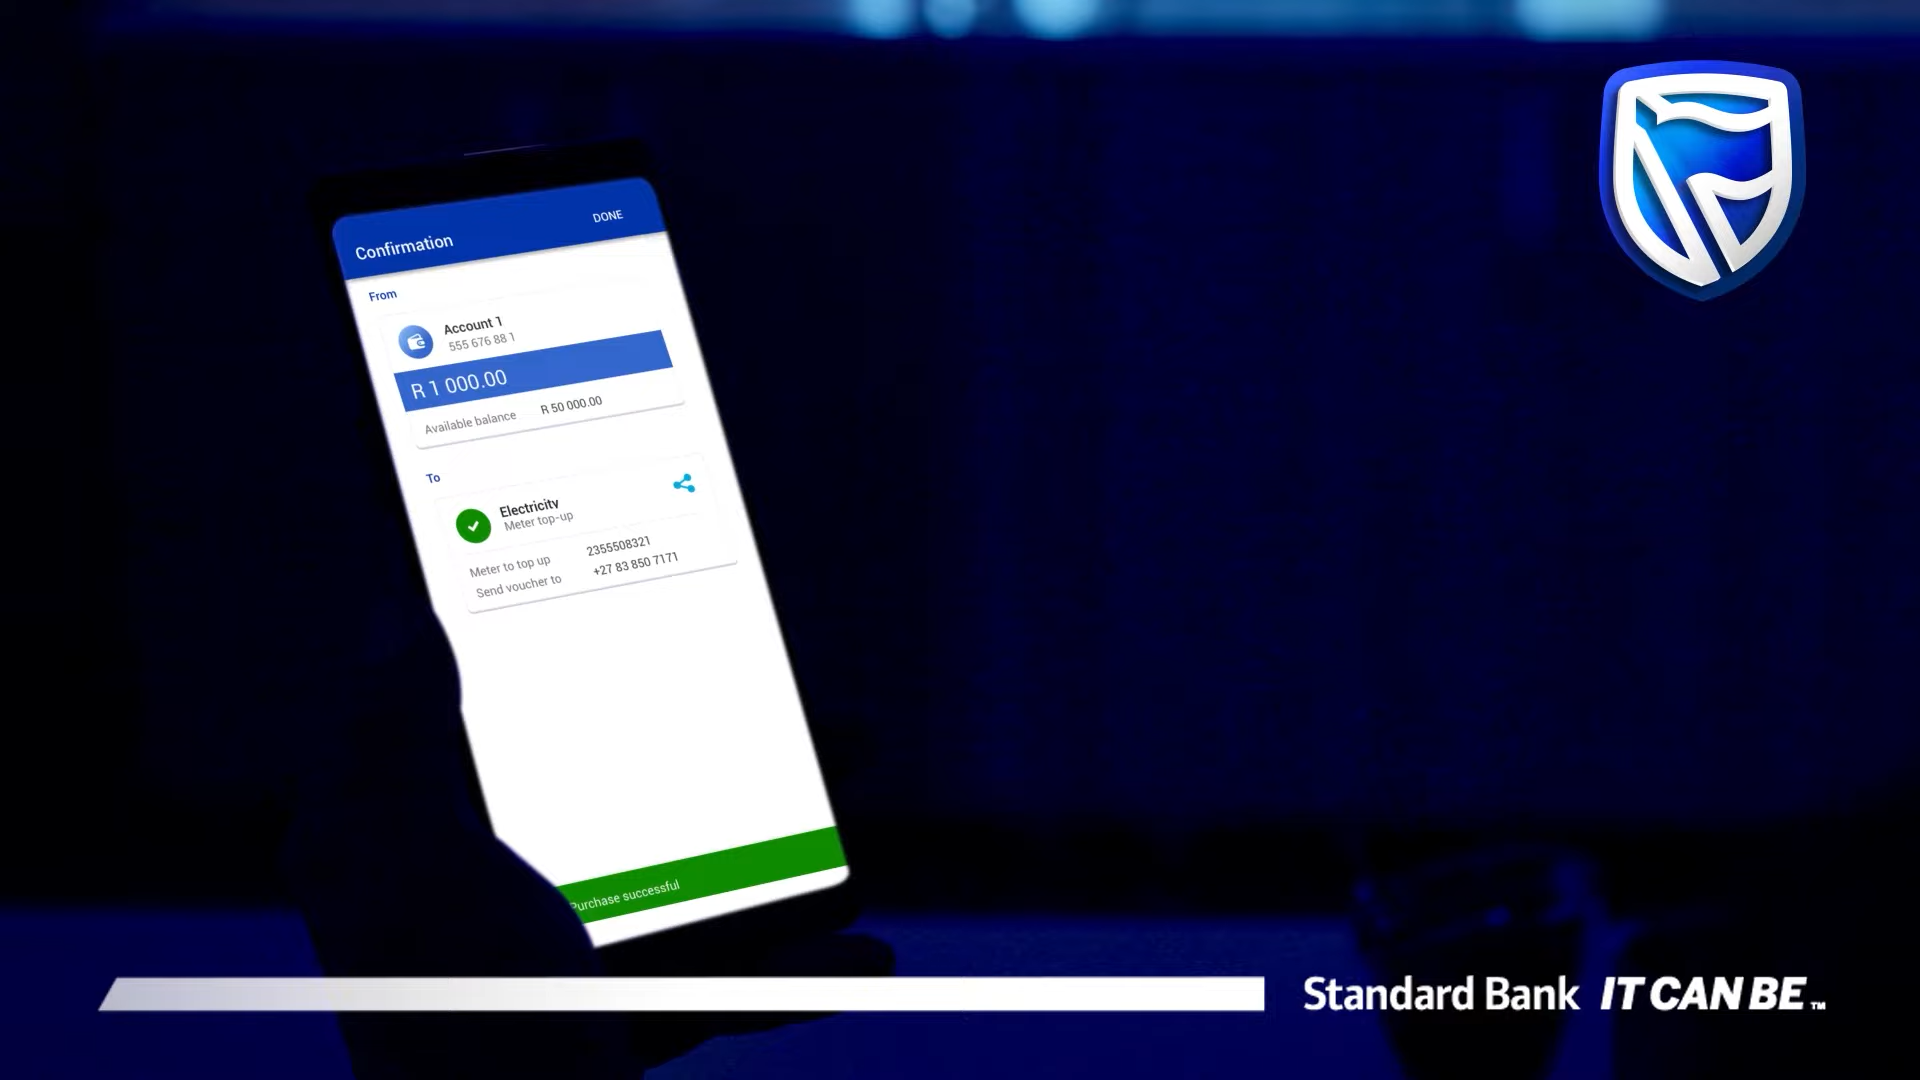 DONE
Confirmation
From
Account 1
555 676 88 1
R 1 000.00
Available balance R 50 000.00
To
Electricity
Meter top-up
Meter to top up 2355508321
Send voucher to +27 83 850 7171
Purchase successful
Standard Bank IT CAN BE™